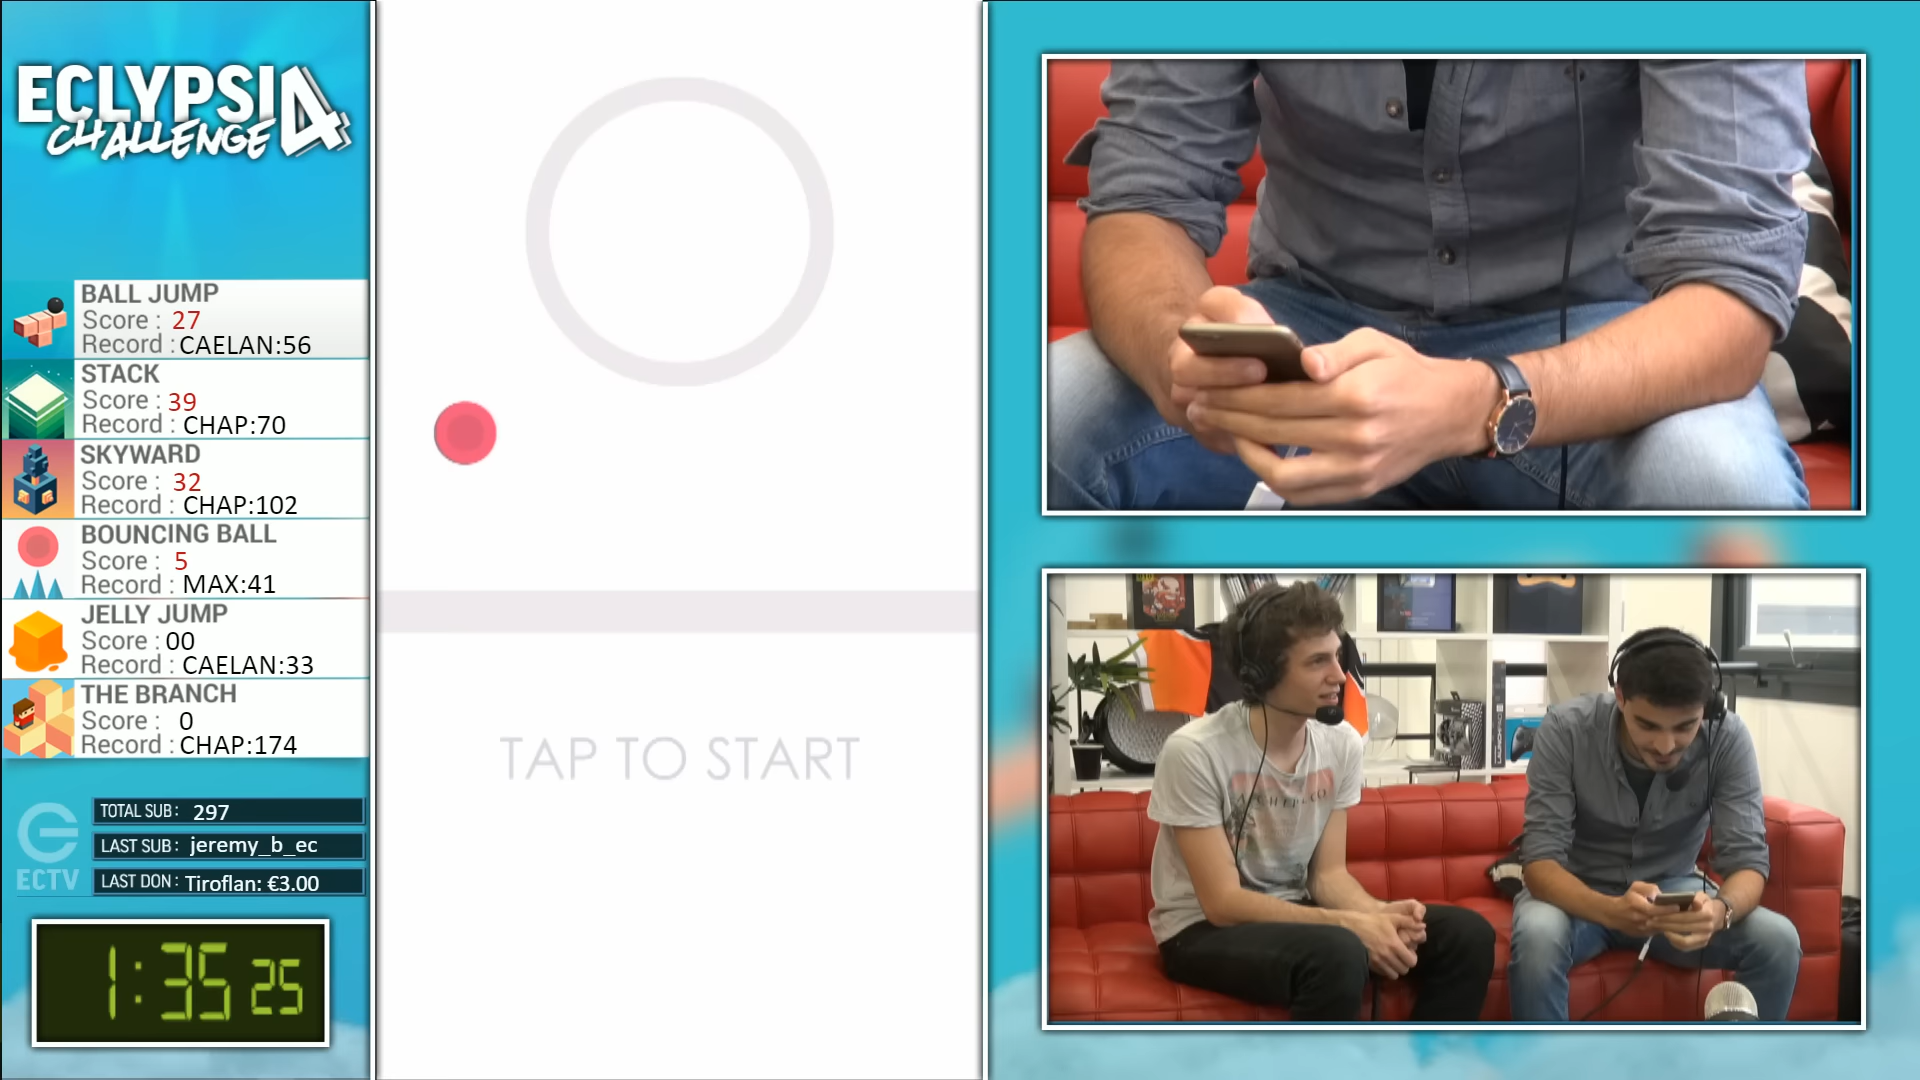 ECLYPSIA
CHALLENGE 4
BALL JUMP
Score : 27
Record : CAELAN:56
STACK
Score : 39
Record : CHAP:70
SKYWARD
Score : 32
Record : CHAP:102
BOUNCING BALL
Score : 5
Record : MAX:41
JELLY JUMP
Score : 00
Record : CAELAN:33
THE BRANCH
Score : 0
Record : CHAP:174
ECTV
TOTAL SUB : 297
LAST SUB : jeremy_b_ec
LAST DON : Tiroflan: €3.00
1:35 25
TAP TO START